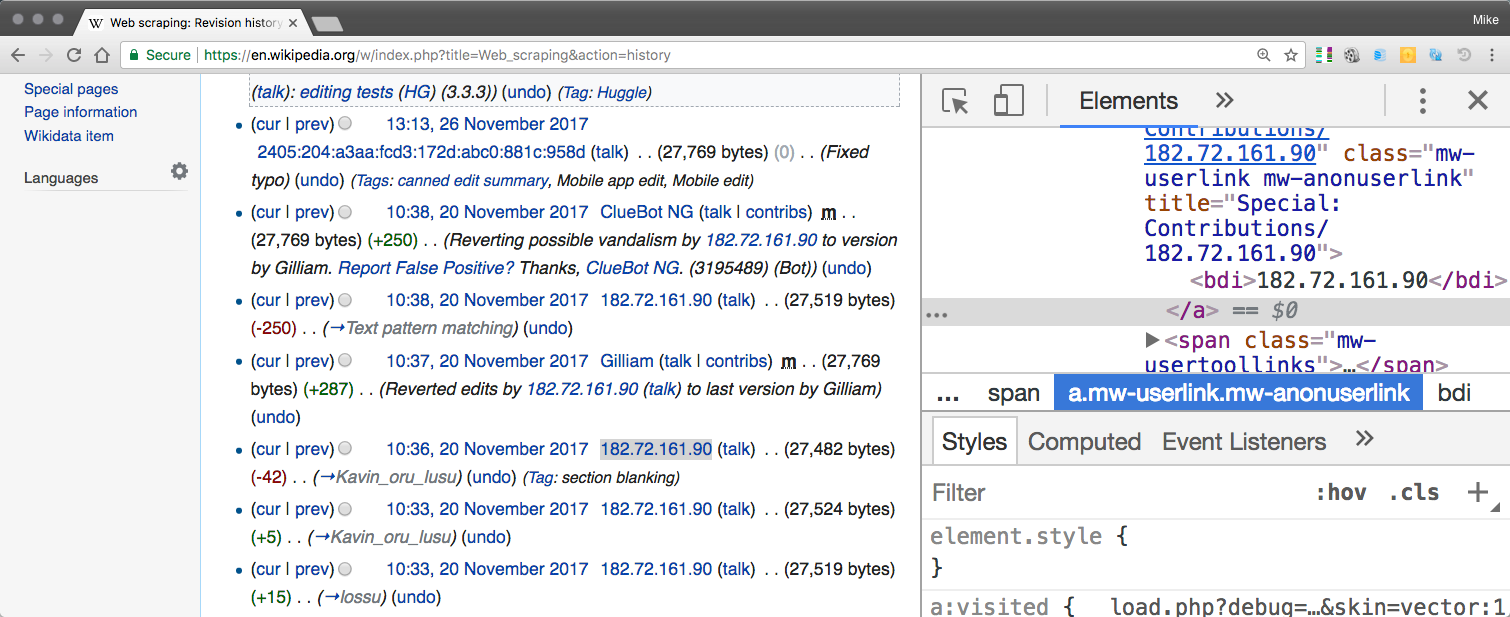 Web scraping: Revision history
Mike
Secure https://en.wikipedia.org/w/index.php?title=Web_scraping&action=history
Special pages
Page information
Wikidata item
Languages
(talk): editing tests (HG) (3.3.3)) (undo) (Tag: Huggle)
(cur | prev) 13:13, 26 November 2017
2405:204:a3aa:fcd3:172d:abc0:881c:958d (talk) . . (27,769 bytes) (0) . . (Fixed
typo) (undo) (Tags: canned edit summary, Mobile app edit, Mobile edit)
(cur | prev) 10:38, 20 November 2017 ClueBot NG (talk | contribs) m . .
(27,769 bytes) (+250) . . (Reverting possible vandalism by 182.72.161.90 to version
by Gilliam. Report False Positive? Thanks, ClueBot NG. (3195489) (Bot)) (undo)
(cur | prev) 10:38, 20 November 2017 182.72.161.90 (talk) . . (27,519 bytes)
(-250) . . (→Text pattern matching) (undo)
(cur | prev) 10:37, 20 November 2017 Gilliam (talk | contribs) m . . (27,769
bytes) (+287) . . (Reverted edits by 182.72.161.90 (talk) to last version by Gilliam)
(undo)
(cur | prev) 10:36, 20 November 2017 182.72.161.90 (talk) . . (27,482 bytes)
(-42) . . (→Kavin_oru_lusu) (undo) (Tag: section blanking)
(cur | prev) 10:33, 20 November 2017 182.72.161.90 (talk) . . (27,524 bytes)
(+5) . . (→Kavin_oru_lusu) (undo)
(cur | prev) 10:33, 20 November 2017 182.72.161.90 (talk) . . (27,519 bytes)
(+15) . . (→lossu) (undo)
Elements
Contributions/
182.72.161.90" class="mw-
userlink mw-anonuserlink"
title="Special:
Contributions/
182.72.161.90">
<bdi>182.72.161.90</bdi>
… </a> == $0
<span class="mw-
usertoollinks">…</span>
… span a.mw-userlink.mw-anonuserlink bdi
Styles Computed Event Listeners
Filter :hov .cls +
element.style {
}
a:visited { load.php?debug=…&skin=vector:1